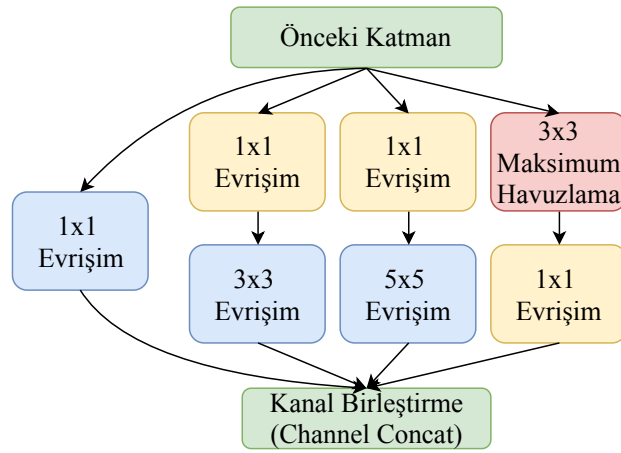 Önceki Katman
1x1
Evrişim
1x1
Evrişim
1x1
Evrişim
3x3
Maksimum
Havuzlama
3x3
Evrişim
5x5
Evrişim
1x1
Evrişim
Kanal Birleştirme
(Channel Concat)